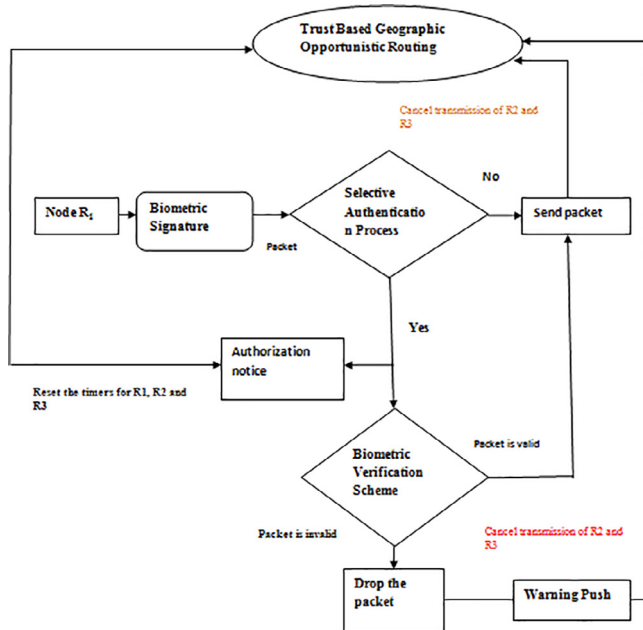 Trust Based Geographic
Opportunistic Routing
Cancel transmission of R2 and
R3
Selective
Authenticatio
n Process
No
Node R1
Biometric
Signature
Packet
Send packet
Yes
Authorization
notice
Reset the timers for R1, R2 and
R3
Biometric
Verification
Scheme
Packet is valid
Packet is invalid
Cancel transmission of R2 and
R3
Drop the
packet
Warning Push